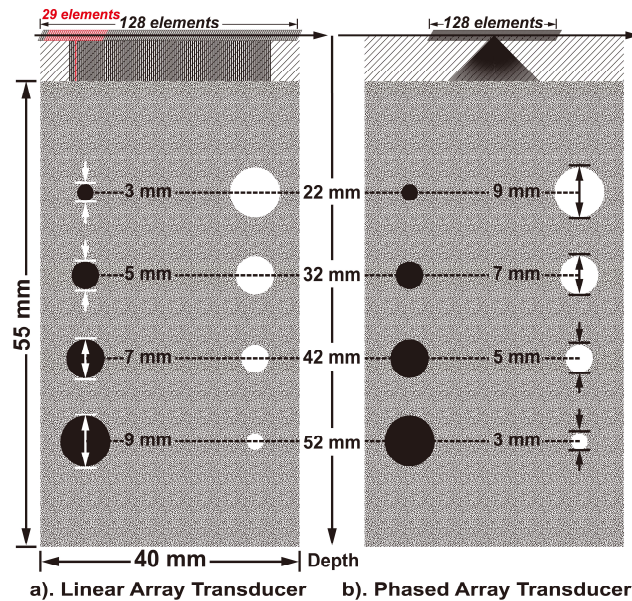 29 elements
128 elements
128 elements
3 mm
22 mm
9 mm
5 mm
32 mm
7 mm
55 mm
7 mm
42 mm
5 mm
9 mm
52 mm
3 mm
40 mm
Depth
a). Linear Array Transducer
b). Phased Array Transducer